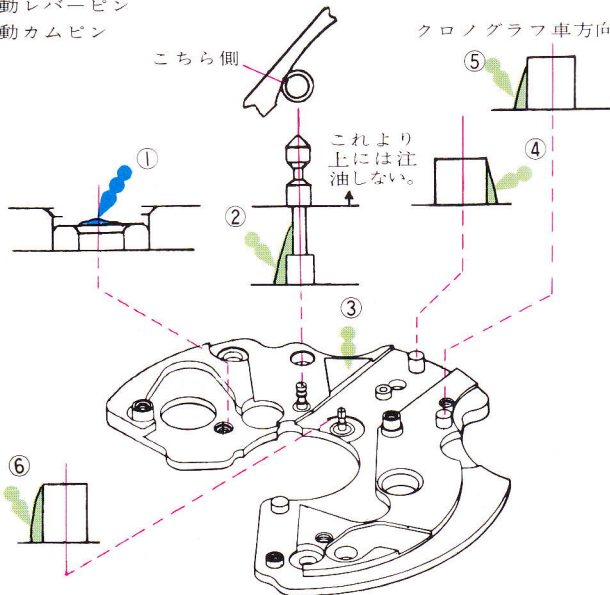 動レバーピン
動カムピン
こちら側
クロノグラフ車方向
これより
上には注
油しない。
①
②
③
④
⑤
⑥